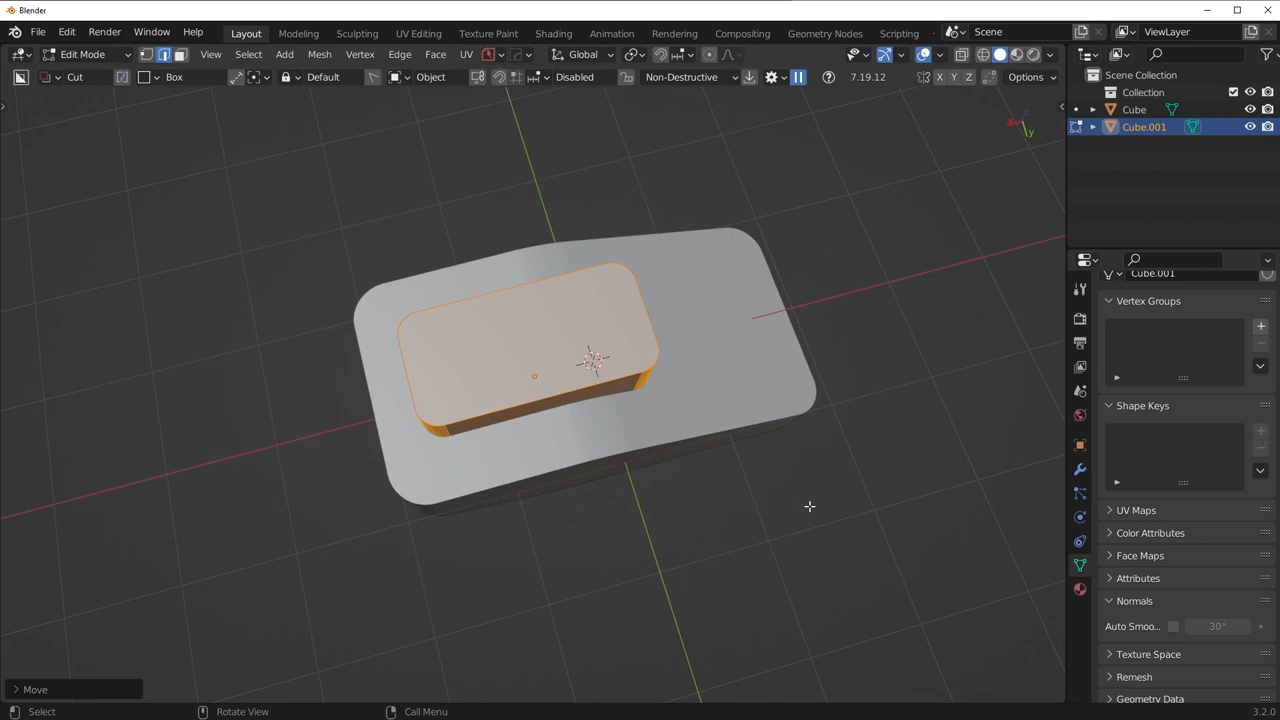 Blender
File Edit Render Window Help Layout Modeling Sculpting UV Editing Texture Paint Shading Animation Rendering Compositing Geometry Nodes Scripting Scene ViewLayer
Edit Mode View Select Add Mesh Vertex Edge Face UV Global
Cut Box Default Object Disabled Non-Destructive 7.19.12 X Y Z Options
Scene Collection
Collection
Cube
Cube.001
y
Cube.001
Vertex Groups
Shape Keys
UV Maps
Color Attributes
Face Maps
Attributes
Normals
Auto Smoo... 30°
Texture Space
Remesh
Geometry Data
Move
Select Rotate View Call Menu 3.2.0